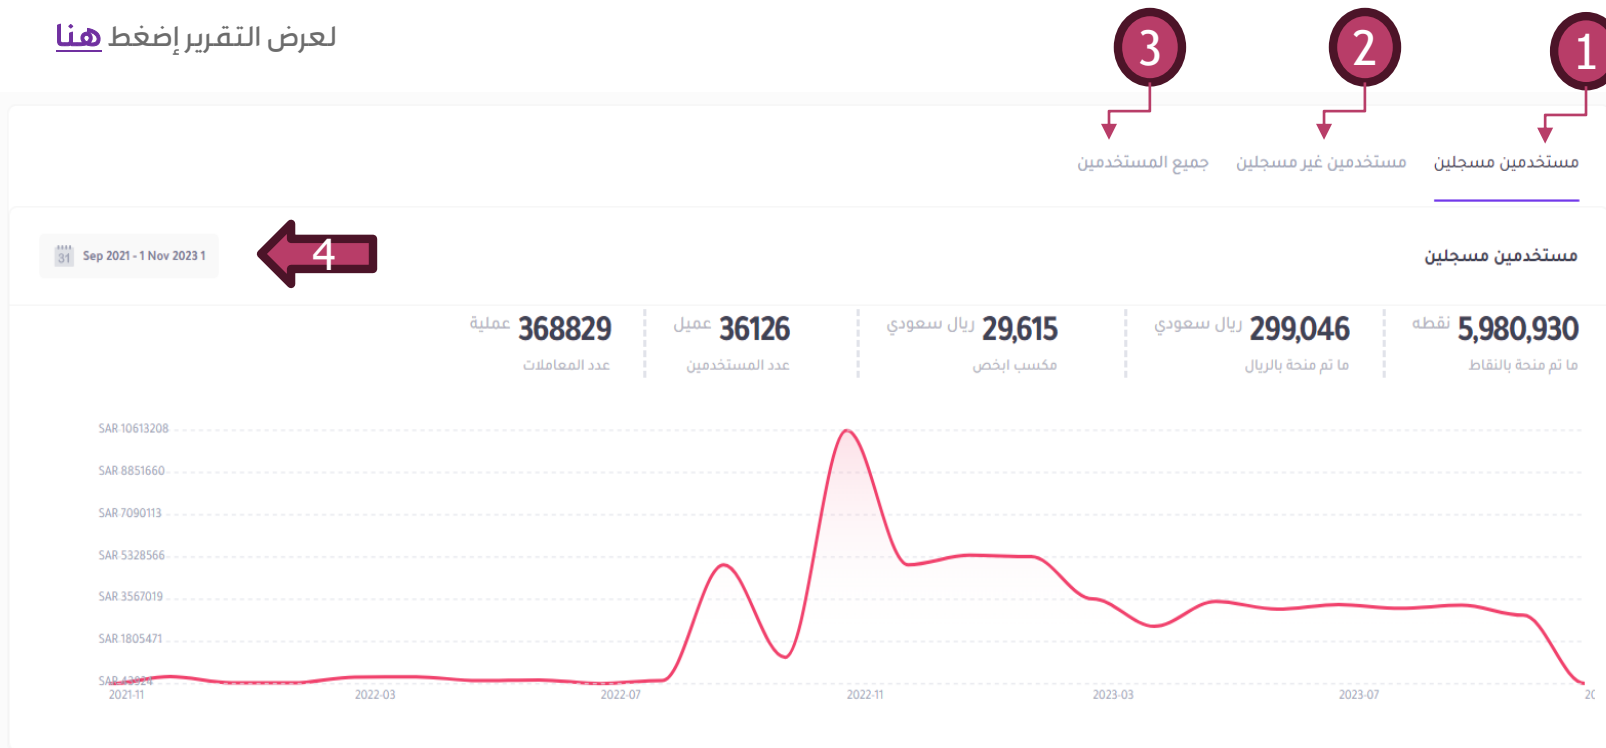 لعرض التقرير إضغط هنا
1
2
3
مستخدمين مسجلين
مستخدمين غير مسجلين
جميع المستخدمين
مستخدمين مسجلين
4
Sep 2021 - 1 Nov 2023 1
31
5,980,930 نقطه
ما تم منحة بالنقاط
299,046 ريال سعودي
ما تم منحة بالريال
29,615 ريال سعودي
مكسب ابخص
36126 عميل
عدد المستخدمين
368829 عملية
عدد المعاملات
SAR 10613208
SAR 8851660
SAR 7090113
SAR 5328566
SAR 3567019
SAR 1805471
SAR 43924
2021-11
2022-03
2022-07
2022-11
2023-03
2023-07